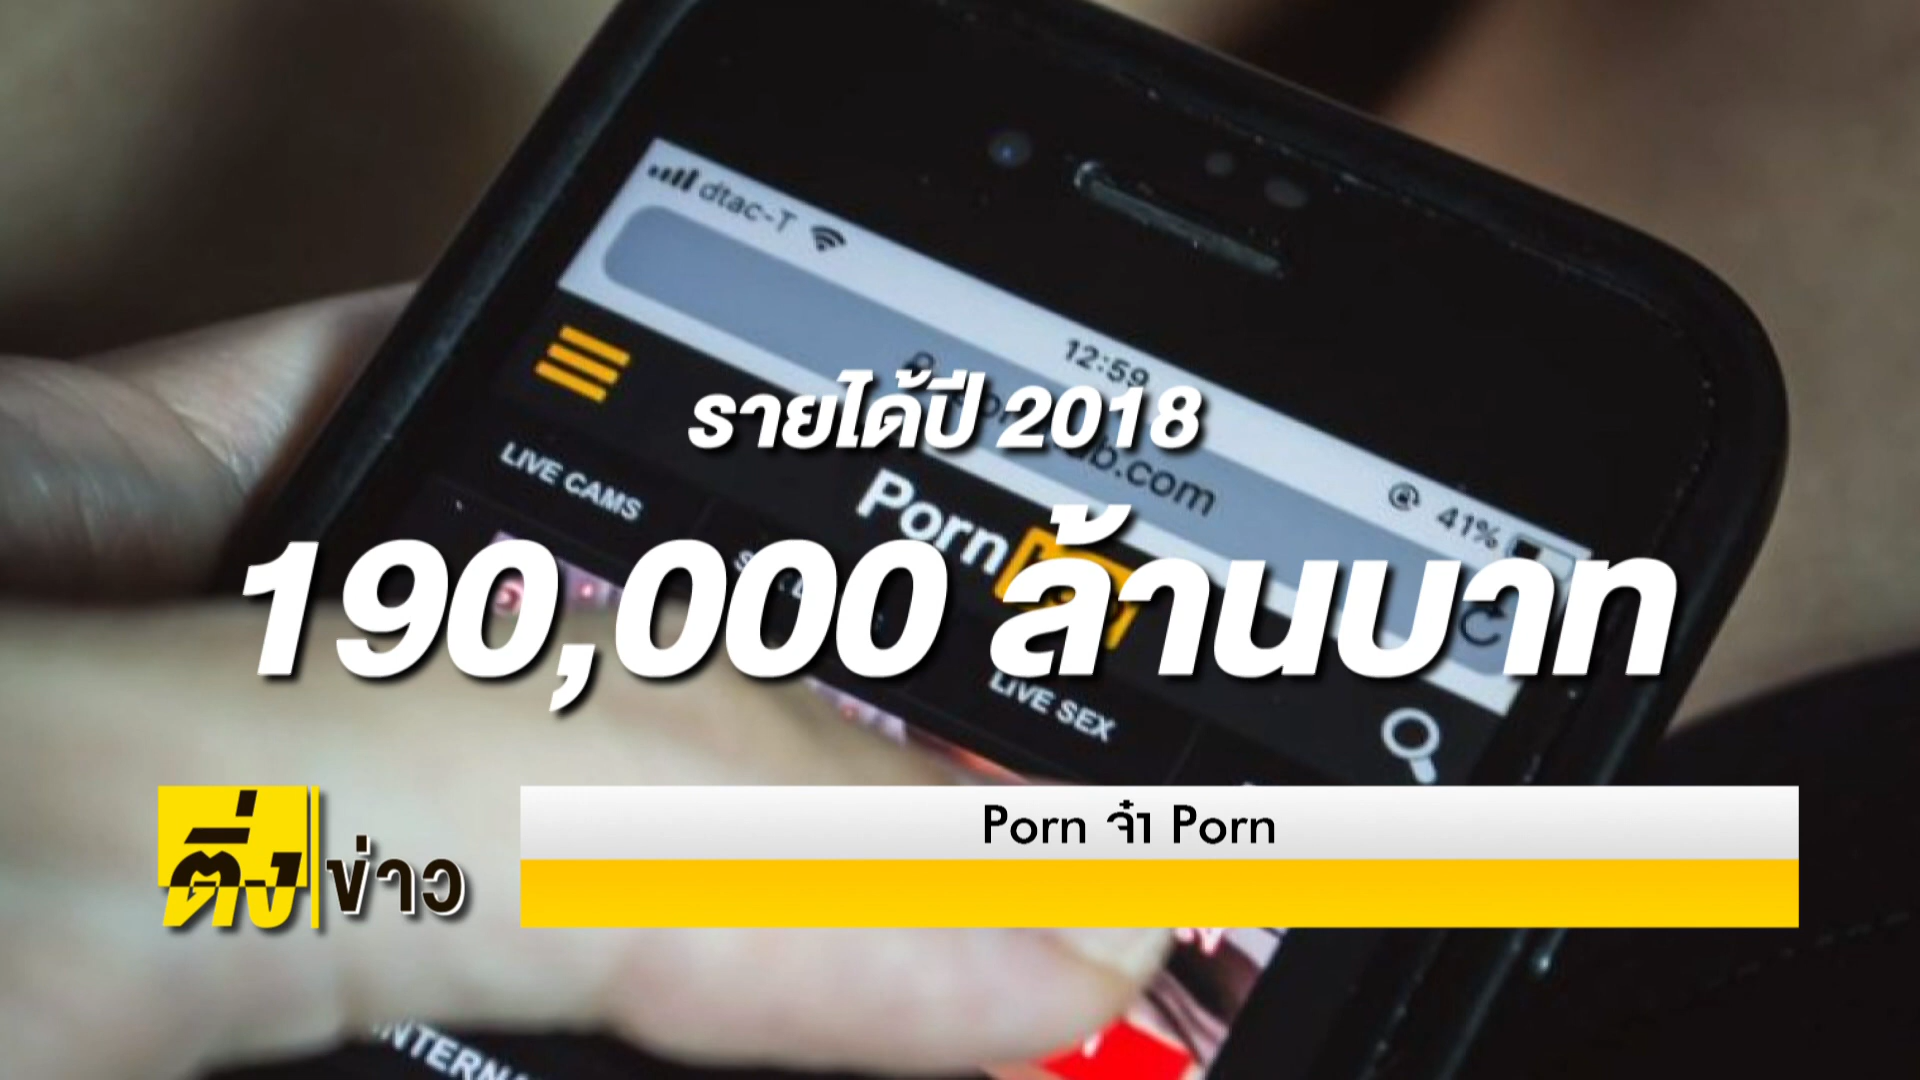 dtac-T
12:59
41%
รายได้ปี 2018
b.com
LIVE CAMS
Porn
190,000 ล้านบาท
LIVE SEX
Porn จ๋า Porn
ติ่งข่าว